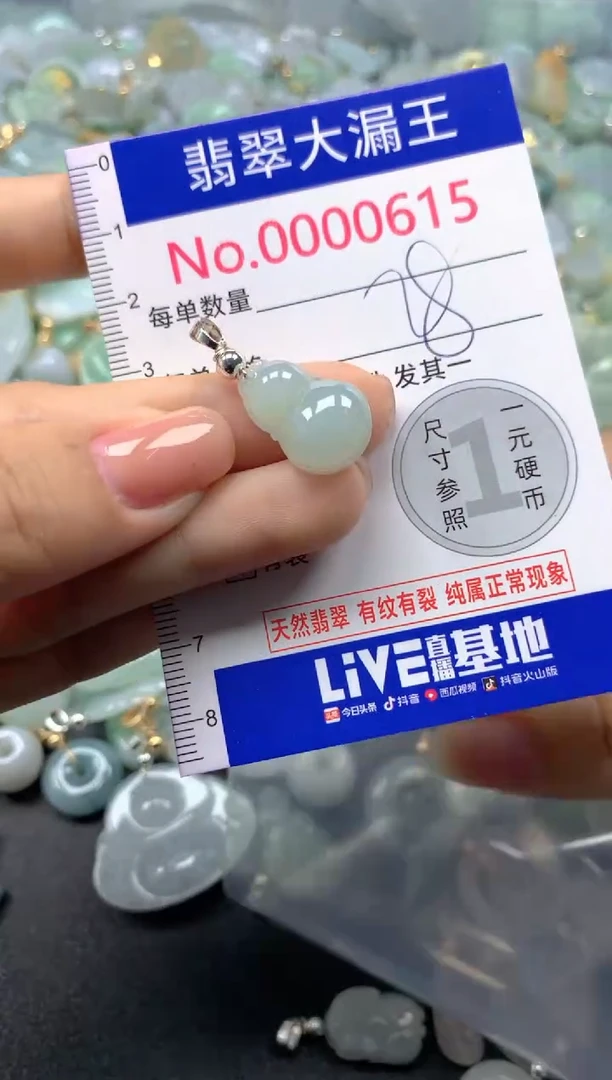 翡翠大漏王
No.0000615
0
1
2
3
7
8
每单数量
78
发其一
尺寸参照
1
一元硬币
有裂
天然翡翠 有纹有裂 纯属正常现象
LiVE直播基地
今日头条 抖音 西瓜视频 抖音火山版